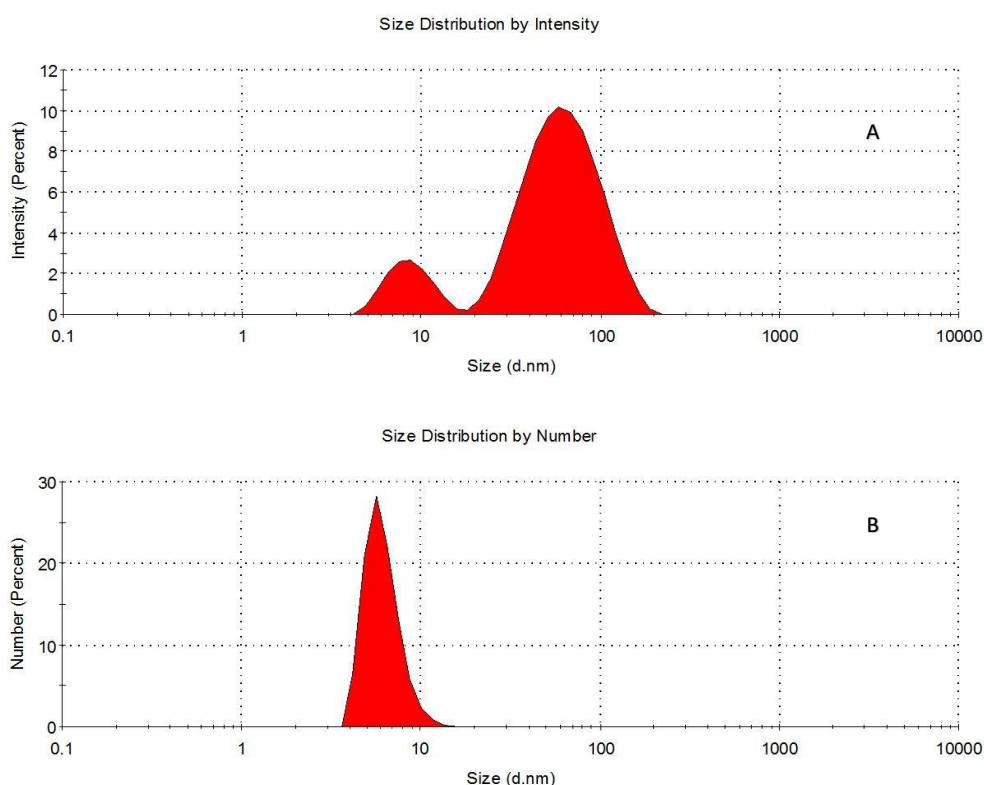 Size Distribution by Intensity
12
10
8
6
4
2
0
Intensity (Percent)
A
0.1 1 10 100 1000 10000
Size (d.nm)
Size Distribution by Number
30
20
10
0
Number (Percent)
B
0.1 1 10 100 1000 10000
Size (d.nm)